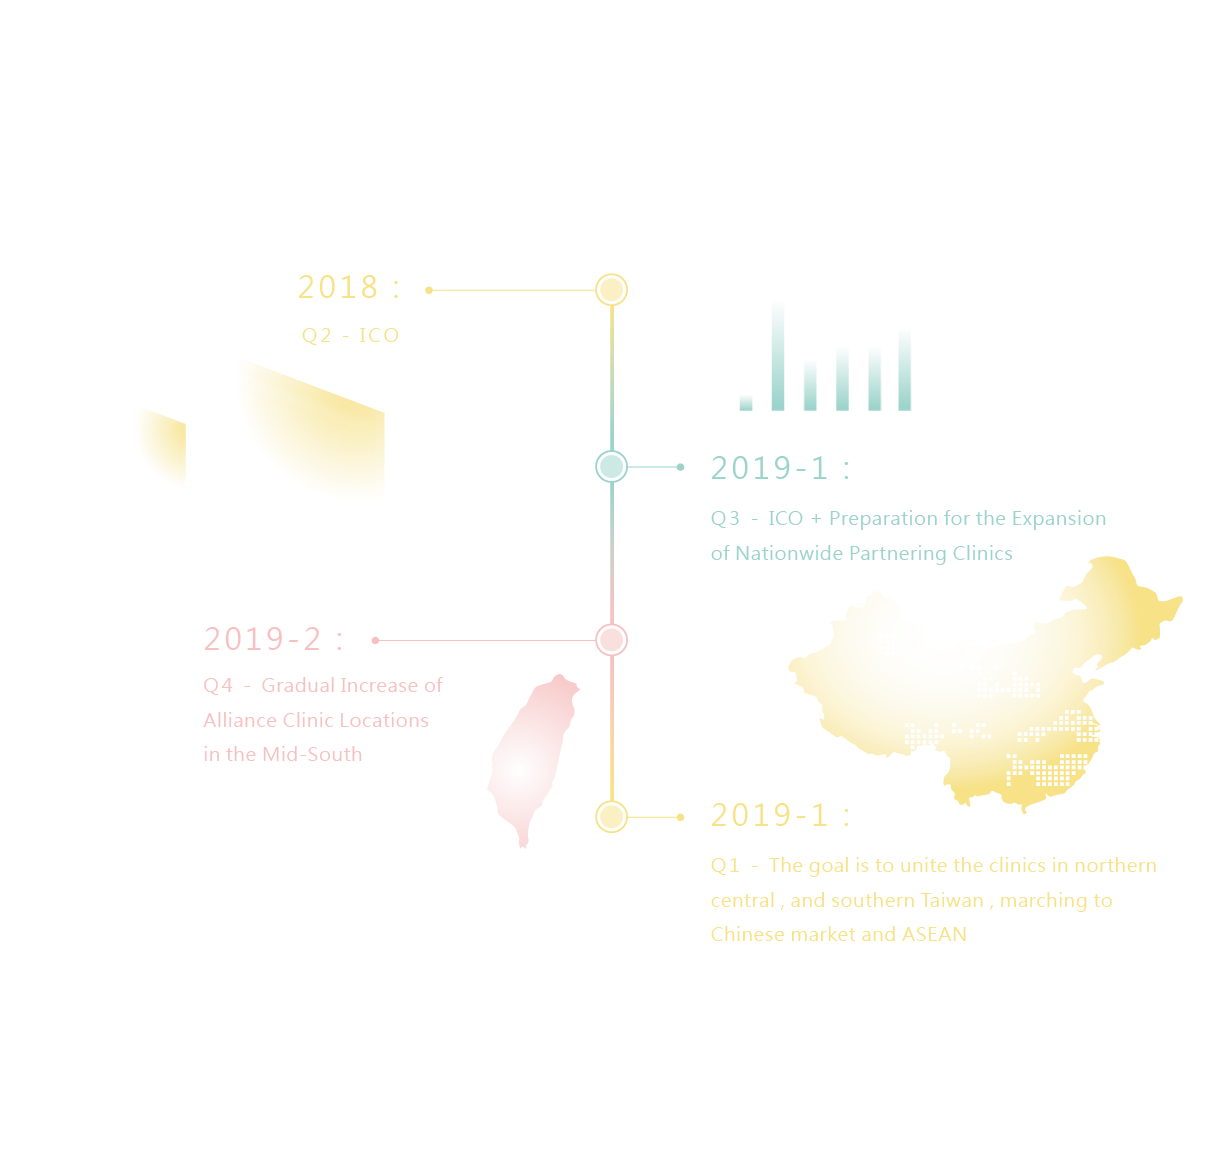 2018 :
Q2 - ICO
2019-1 :
Q3 - ICO + Preparation for the Expansion
of Nationwide Partnering Clinics
2019-2 :
Q4 - Gradual Increase of
Alliance Clinic Locations
in the Mid-South
2019-1 :
Q1 - The goal is to unite the clinics in northern
central , and southern Taiwan , marching to
Chinese market and ASEAN